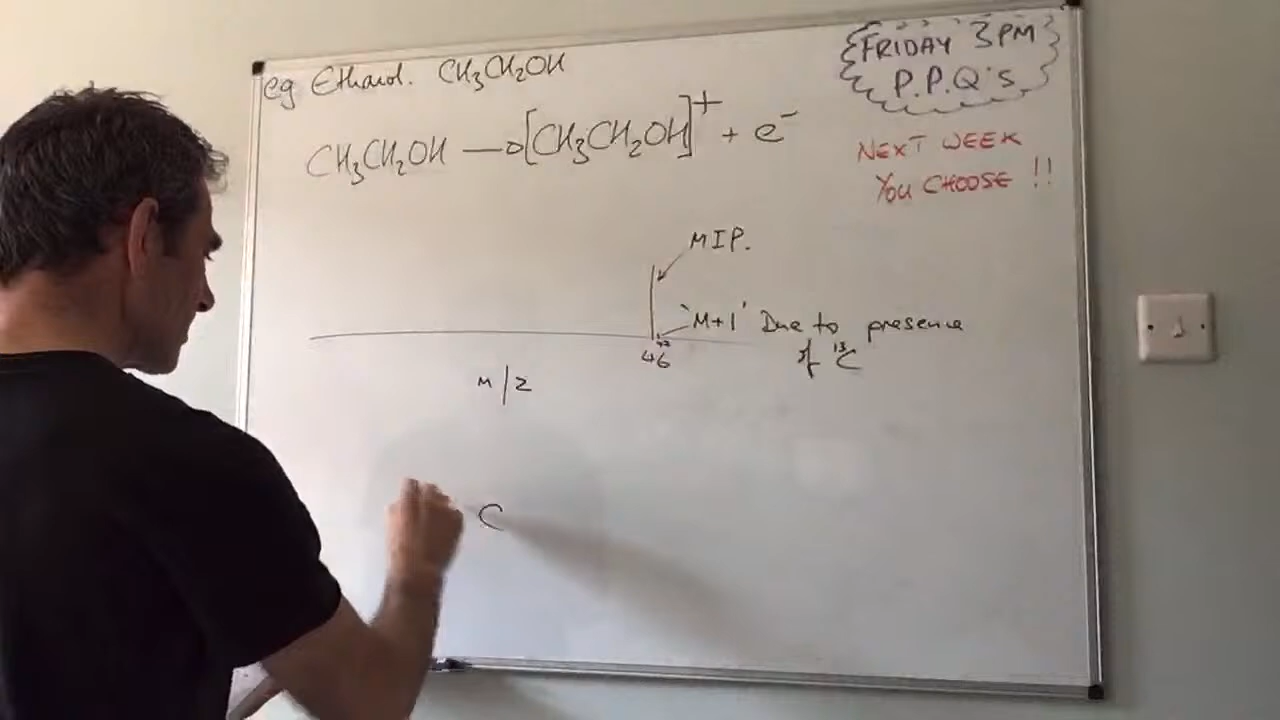 eg Ethanol. CH₃CH₂OH
CH₃CH₂OH → [CH₃CH₂OH]⁺ + e⁻
FRIDAY 3PM
P.P.Q'S
NEXT WEEK
YOU CHOOSE !!
MIP.
'M+1' Due to presence
of ¹³C
46
m/z
C